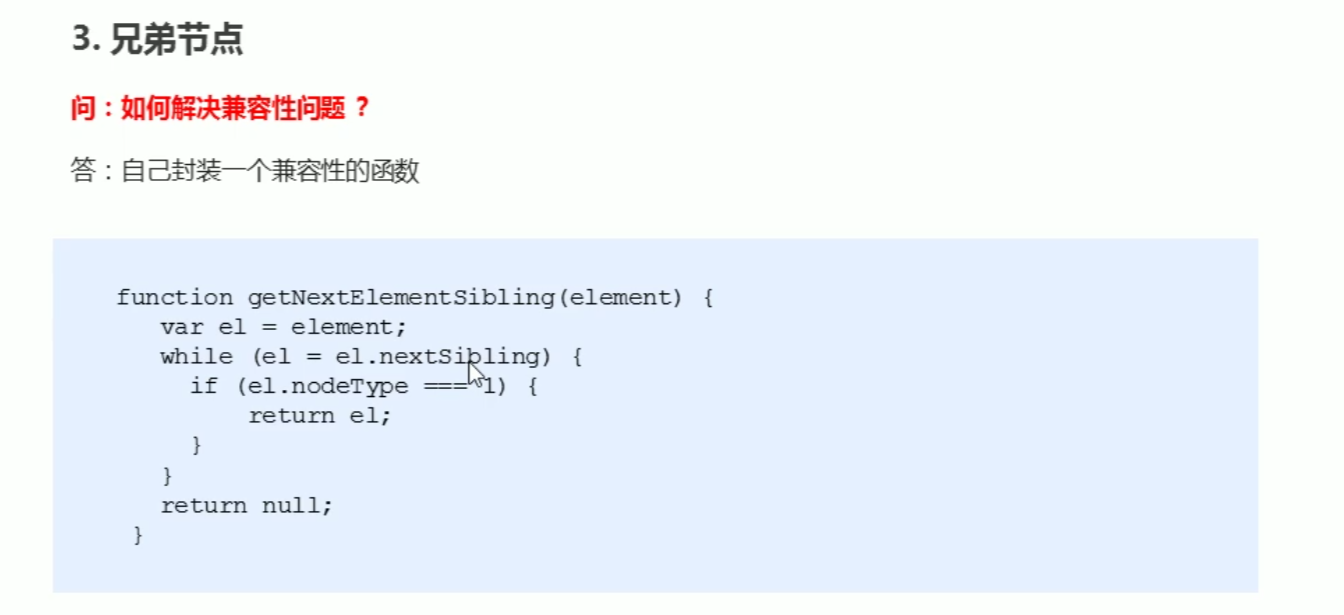 3. 兄弟节点
问：如何解决兼容性问题 ？
答：自己封装一个兼容性的函数
function getNextElementSibling(element) {
var el = element;
while (el = el.nextSibling) {
if (el.nodeType === 1) {
return el;
}
}
return null;
}